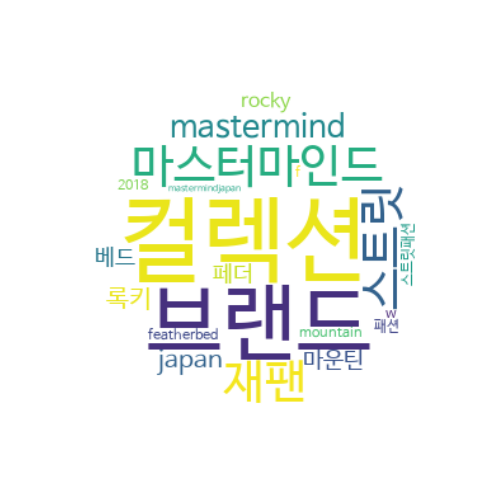 rocky
mastermind
마스터마인드
f
2018
mastermindjapan
컬렉션
스트릿
스트릿패션
베드
페더
록키
브랜드
w
패션
featherbed
mountain
japan
마운틴
재팬